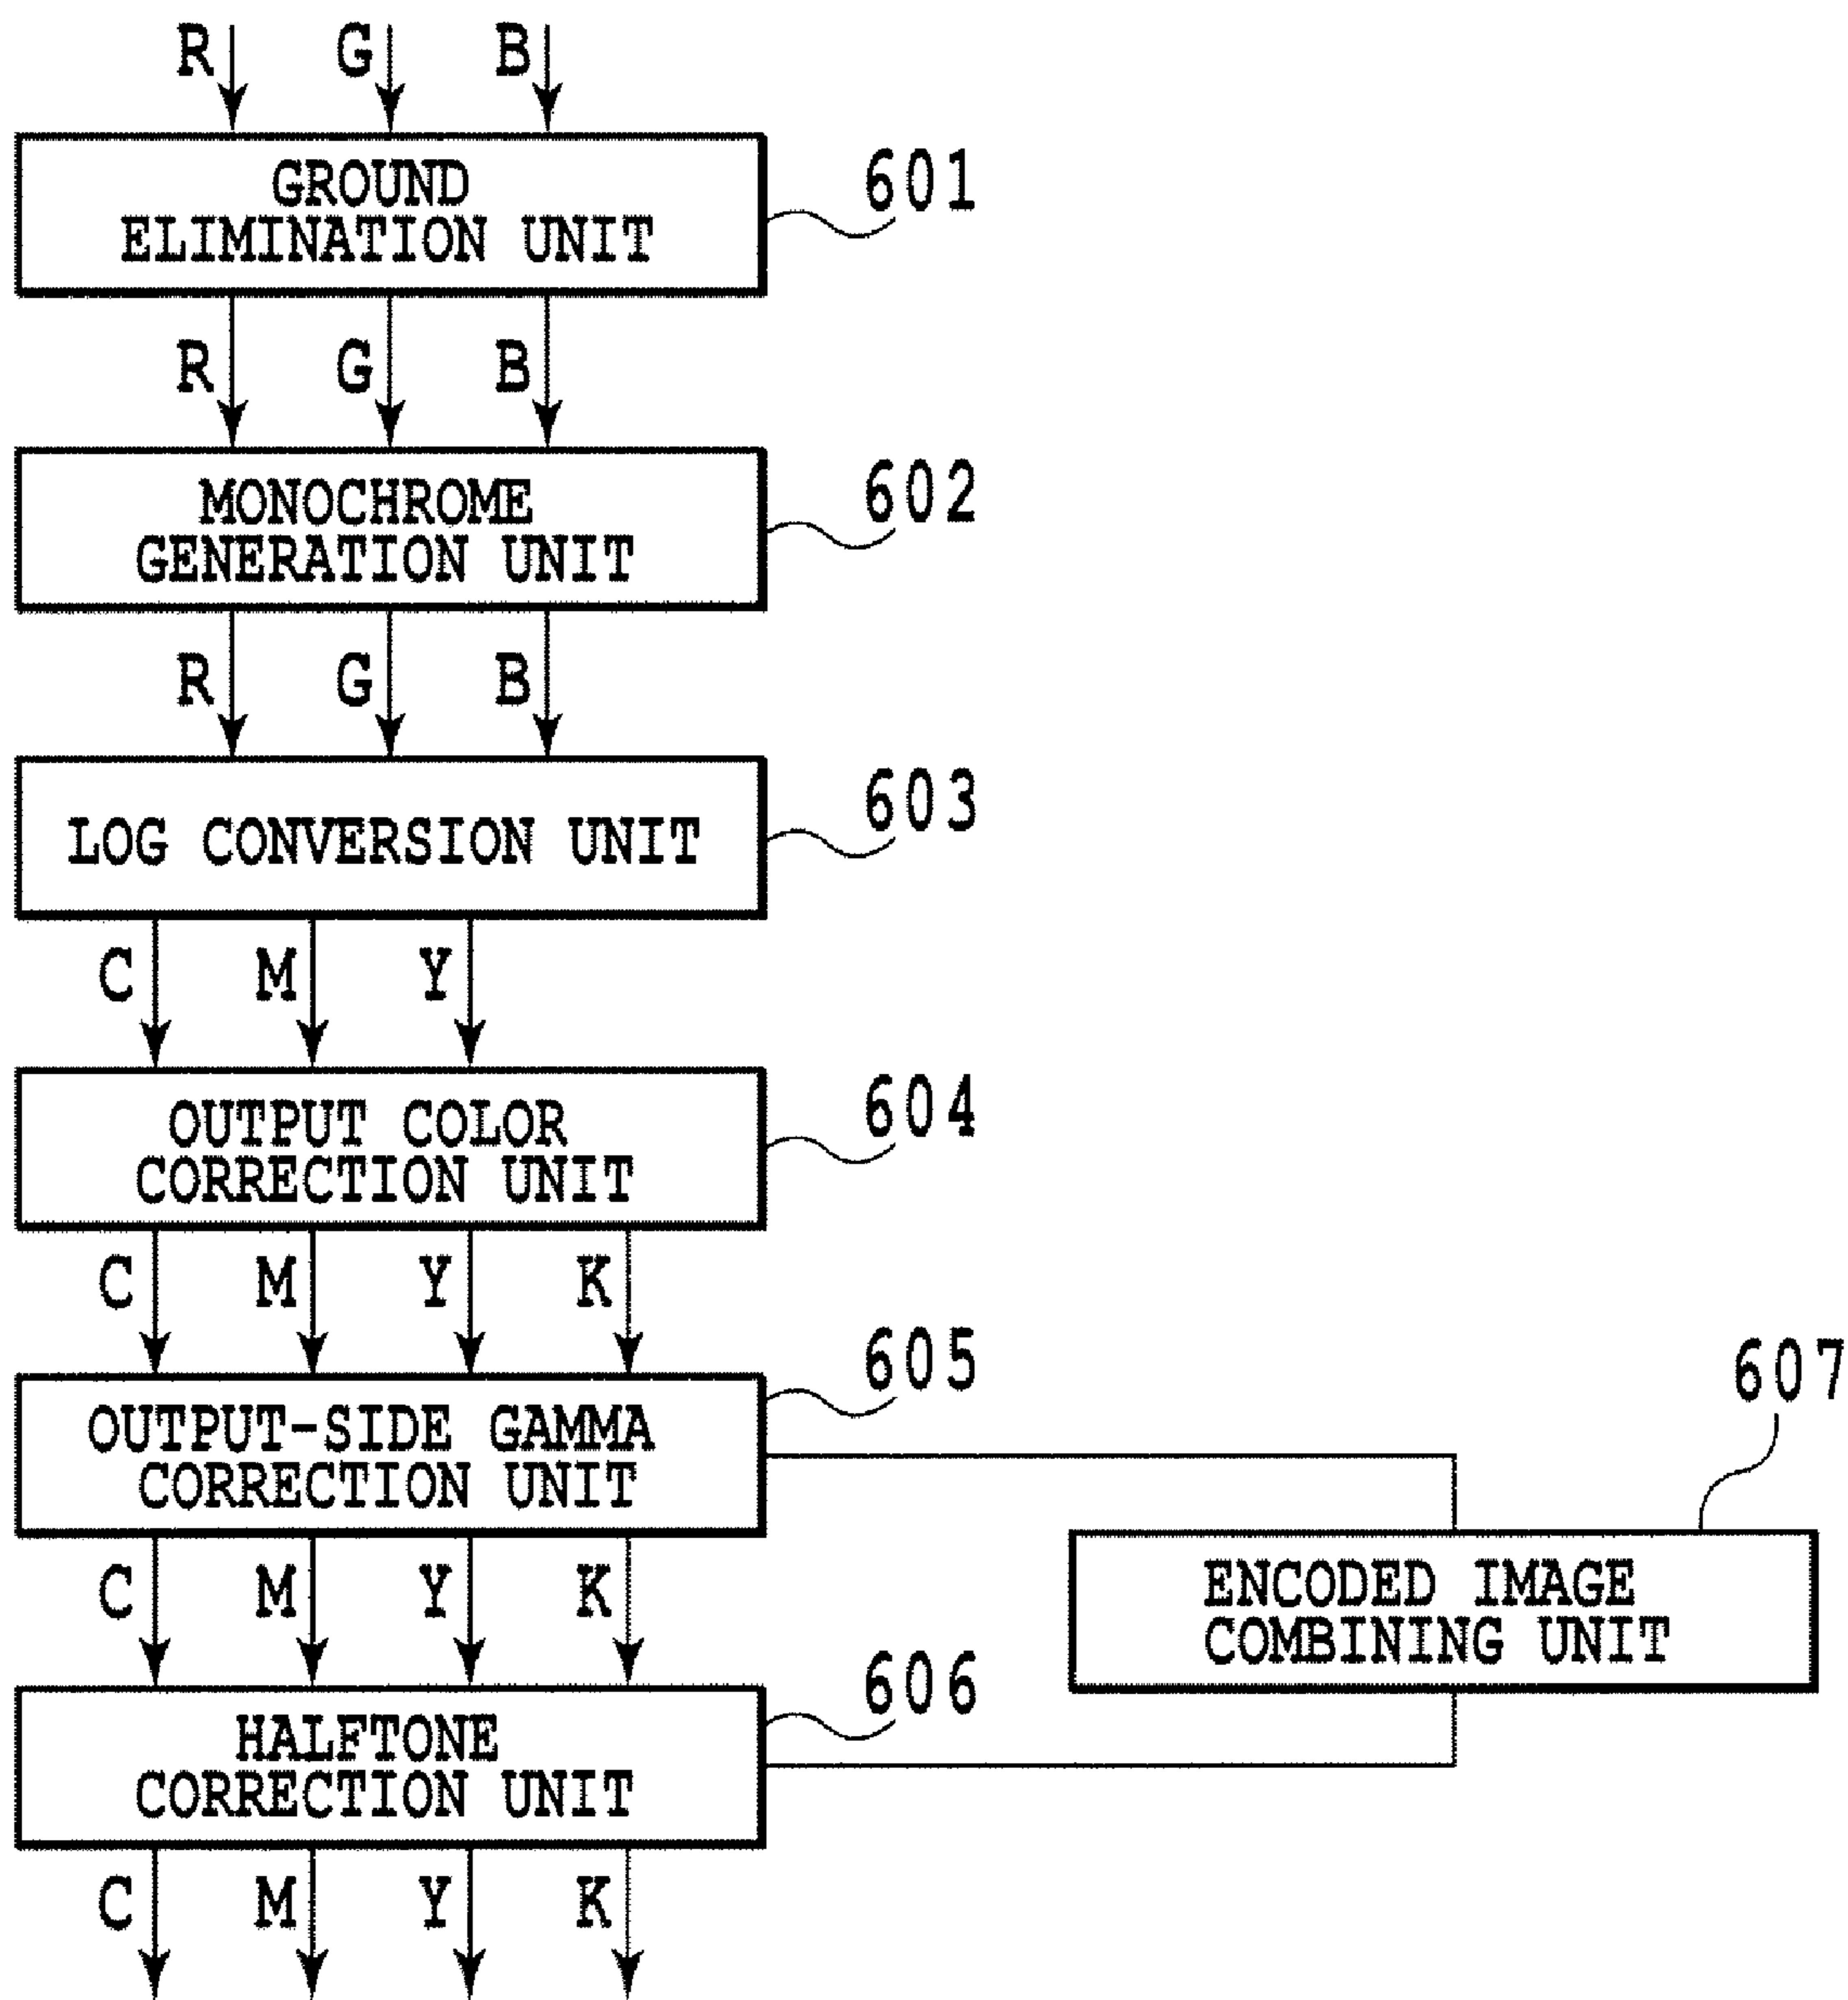 R G B
GROUND
ELIMINATION UNIT
601
R G B
MONOCHROME
GENERATION UNIT
602
R G B
LOG CONVERSION UNIT
603
C M Y
OUTPUT COLOR
CORRECTION UNIT
604
C M Y K
OUTPUT-SIDE GAMMA
CORRECTION UNIT
605
607
ENCODED IMAGE
COMBINING UNIT
C M Y K
HALFTONE
CORRECTION UNIT
606
C M Y K